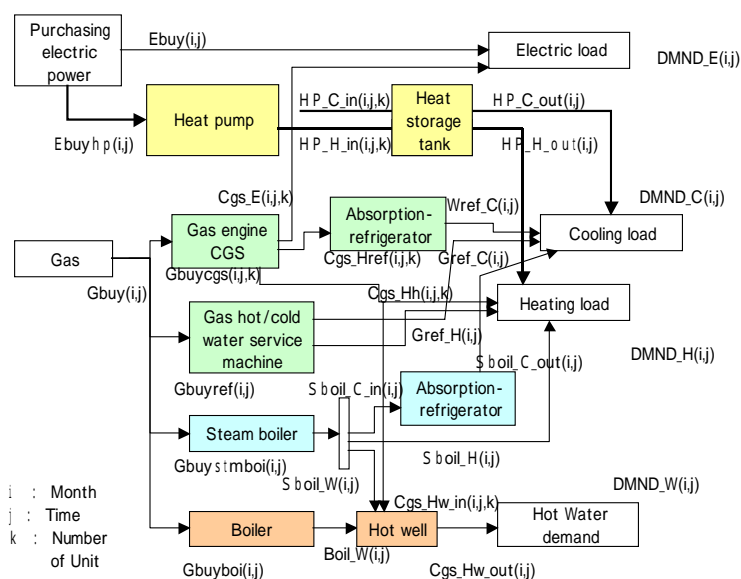 Purchasing
electric
power
Ebuy(i,j)
Electric load
DMND_E(i,j)
Ebuyhp(i,j)
Heat pump
HP_C_in(i,j,k)
HP_H_in(i,j,k)
Heat
storage
tank
HP_C_out(i,j)
HP_H_out(i,j)
Cgs_E(i,j,k)
DMND_C(i,j)
Gas
Gbuy(i,j)
Gas engine
CGS
Gbuycgs(i,j,k)
Absorption-
refrigerator
Wref_C(i,j)
Cgs_Href(i,j,k)
Gref_C(i,j)
Cooling load
Cgs_Hh(i,j,k)
Heating load
Gas hot/cold
water service
machine
Gref_H(i,j)
Gbuyref(i,j)
DMND_H(i,j)
Sboil_C_out(i,j)
Sboil_C_in(i,j)
Absorption-
refrigerator
Steam boiler
Gbuystmboi(i,j)
Sboil_H(i,j)
Sboil_W(i,j)
DMND_W(i,j)
Cgs_Hw_in(i,j,k)
Boiler
Hot well
Hot Water
demand
Boil_W(i,j)
Gbuyboi(i,j)
Cgs_Hw_out(i,j)
i : Month
j : Time
k : Number
of Unit